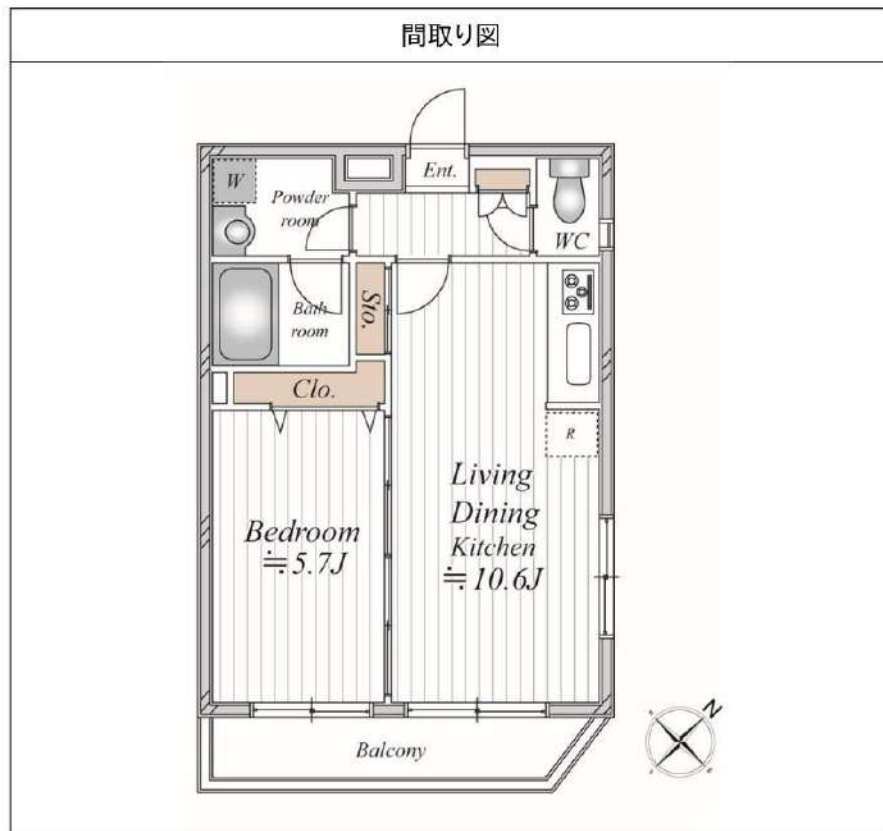 間取り図
Ent.
W
Powder
room
WC
Bath
room
Sto.
Clo.
R
Living
Dining
Kitchen
≒10.6J
Bedroom
≒5.7J
Balcony
N